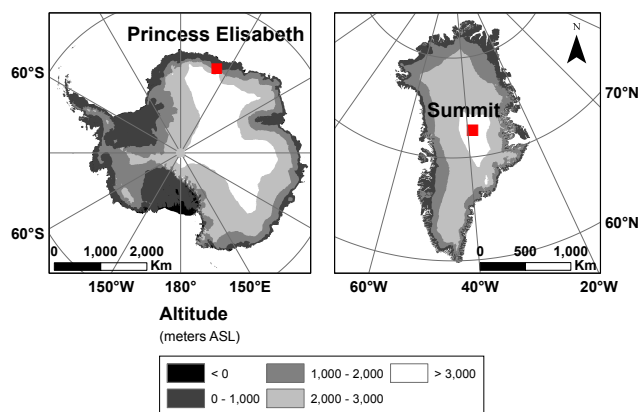 Princess Elisabeth
60°S
60°S
0 1,000 2,000
Km
150°W 180° 150°E
N
70°N
Summit
60°N
0 500 1,000
Km
60°W 40°W 20°W
Altitude
(meters ASL)
< 0 1,000 - 2,000 > 3,000
0 - 1,000 2,000 - 3,000